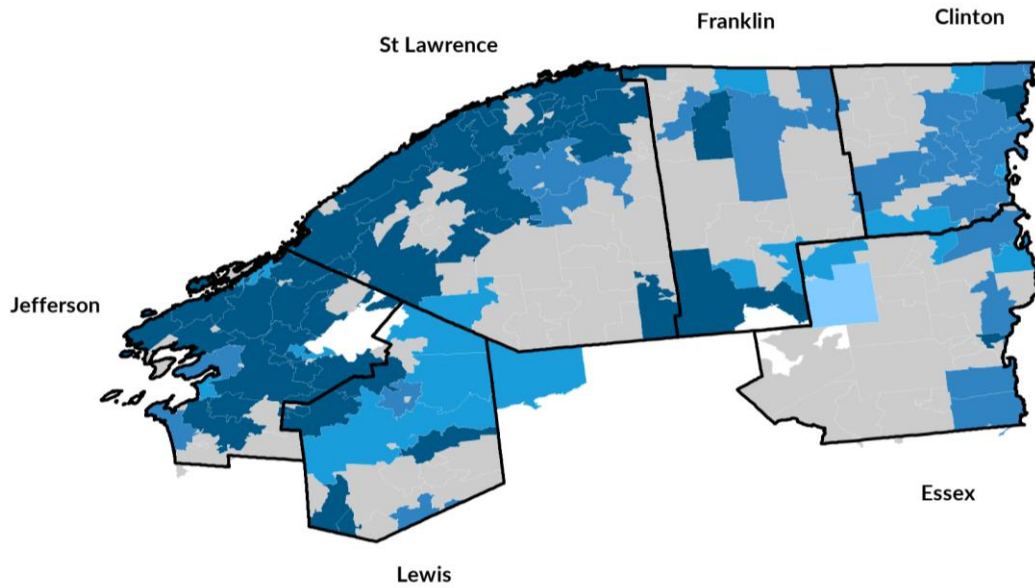 Clinton
Franklin
St Lawrence
Jefferson
Essex
Lewis